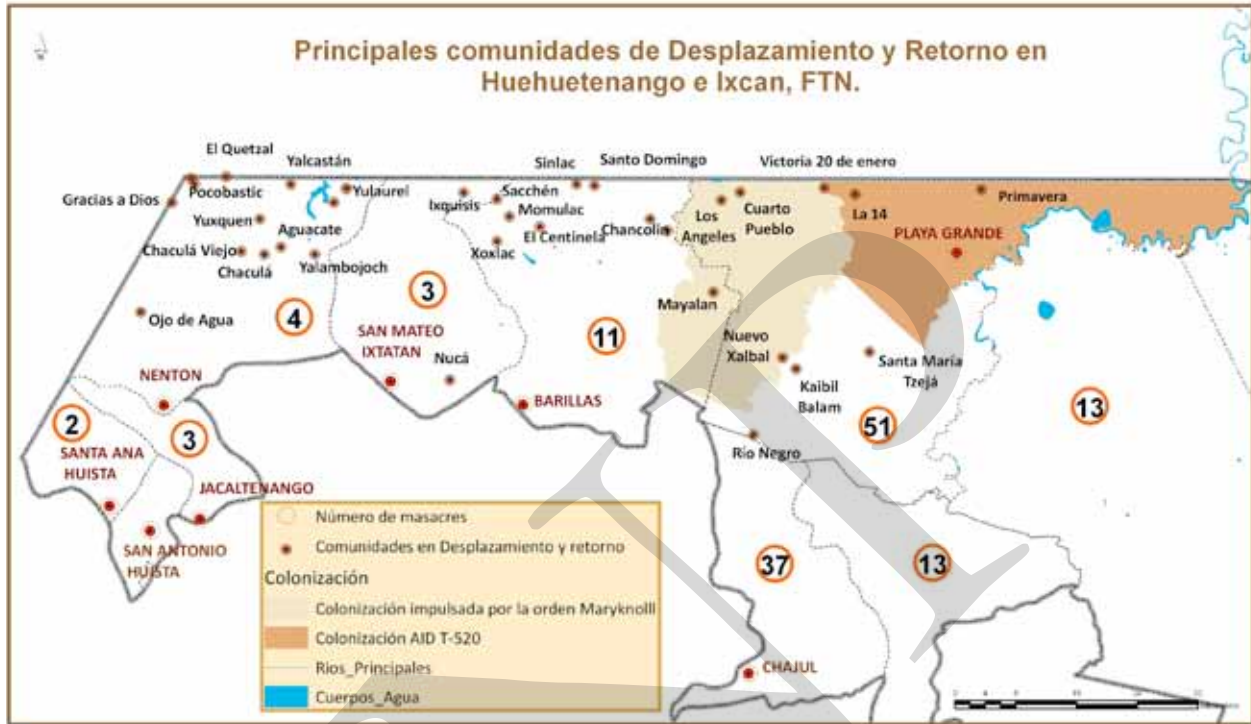 Principales comunidades de Desplazamiento y Retorno en
Huehuetenango e Ixcan, FTN.
El Quetzal
Yalcastán
Sinlac
Santo Domingo
Victoria 20 de enero
Gracias a Dios
Pocobastic
Yulaurel
Ixquisis
Sacchén
Momulac
Los
Angeles
Cuarto
Pueblo
La 14
Primavera
Yuxquen
Aguacate
El Centinela
Chancolin
PLAYA GRANDE
Chaculá Viejo
Chaculá
Yalambojoch
Xoxlac
Mayalan
Ojo de Agua
4
3
11
SAN MATEO
IXTATAN
Nucá
Nuevo
Xalbal
Santa María
Tzejá
Kaibil
Balam
NENTON
BARILLAS
51
13
2
3
SANTA ANA
HUISTA
Rio Negro
JACALTENANGO
SAN ANTONIO
HUISTA
37
13
CHAJUL
Número de masacres
Comunidades en Desplazamiento y retorno
Colonización
Colonización impulsada por la orden Maryknolll
Colonización AID T-520
Rios_Principales
Cuerpos_Agua